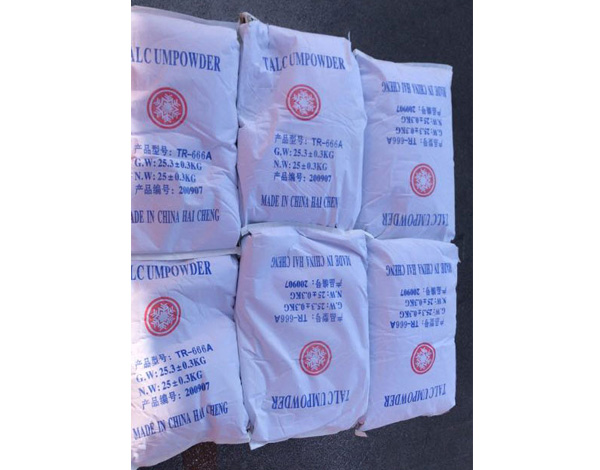 TALCUMPOWDER
产品型号: TR-666A
G.W: 25.3±0.3KG
N.W: 25±0.3KG
产品编号: 200907
MADE IN CHINA HAI CHENG
TALCUMPOWDER
产品型号: TR-666A
G.W: 25.3±0.3KG
N.W: 25±0.3KG
产品编号: 200907
MADE IN CHINA HAI CHENG
TALCUMPOWDER
产品型号: TR-666A
G.W: 25.3±0.3KG
N.W: 25±0.3KG
产品编号: 200907
MADE IN CHINA HAI CHENG
TALCUMPOWDER
产品型号: TR-666A
G.W: 25.3±0.3KG
N.W: 25±0.3KG
产品编号: 200907
MADE IN CHINA HAI CHENG
TALCUMPOWDER
产品型号: TR-666A
G.W: 25.3±0.3KG
N.W: 25±0.3KG
产品编号: 200907
MADE IN CHINA HAI CHENG
TALCUMPOWDER
产品型号: TR-666A
G.W: 25.3±0.3KG
N.W: 25±0.3KG
产品编号: 200907
MADE IN CHINA HAI CHENG